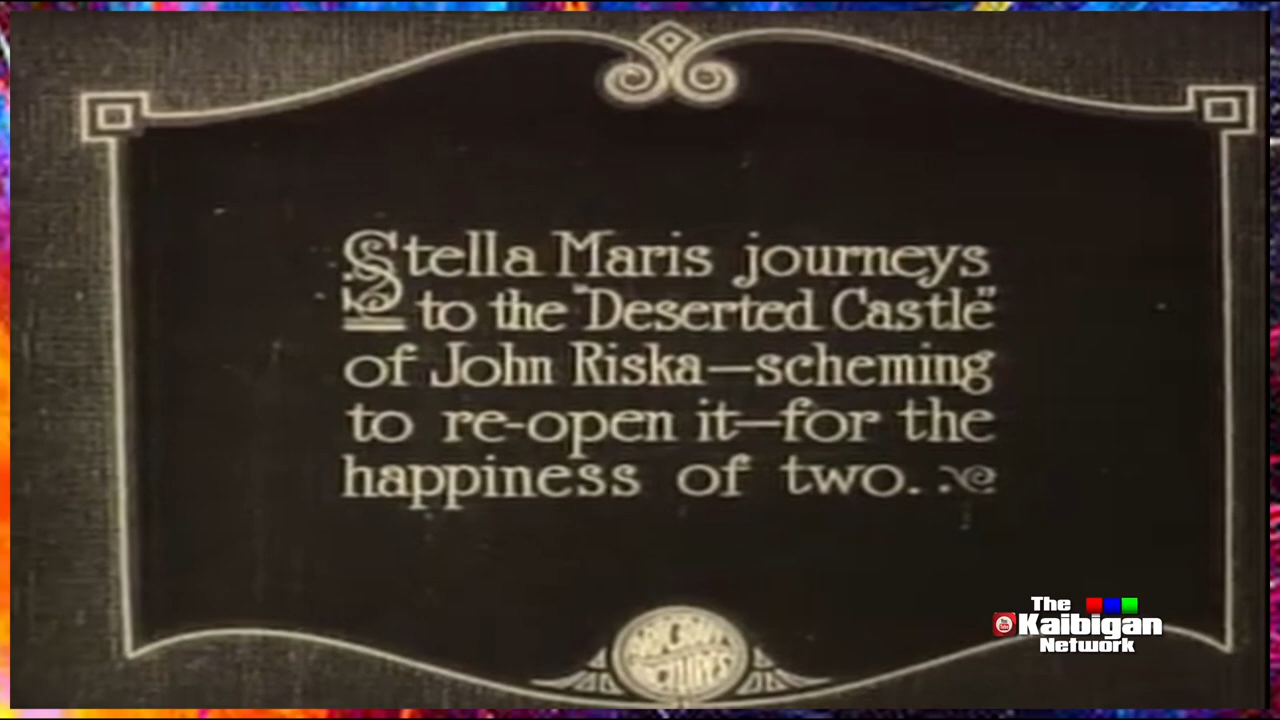 Stella Maris journeys
to the "Deserted Castle"
of John Riska—scheming
to re-open it—for the
happiness of two.
The
Kaibigan
Network